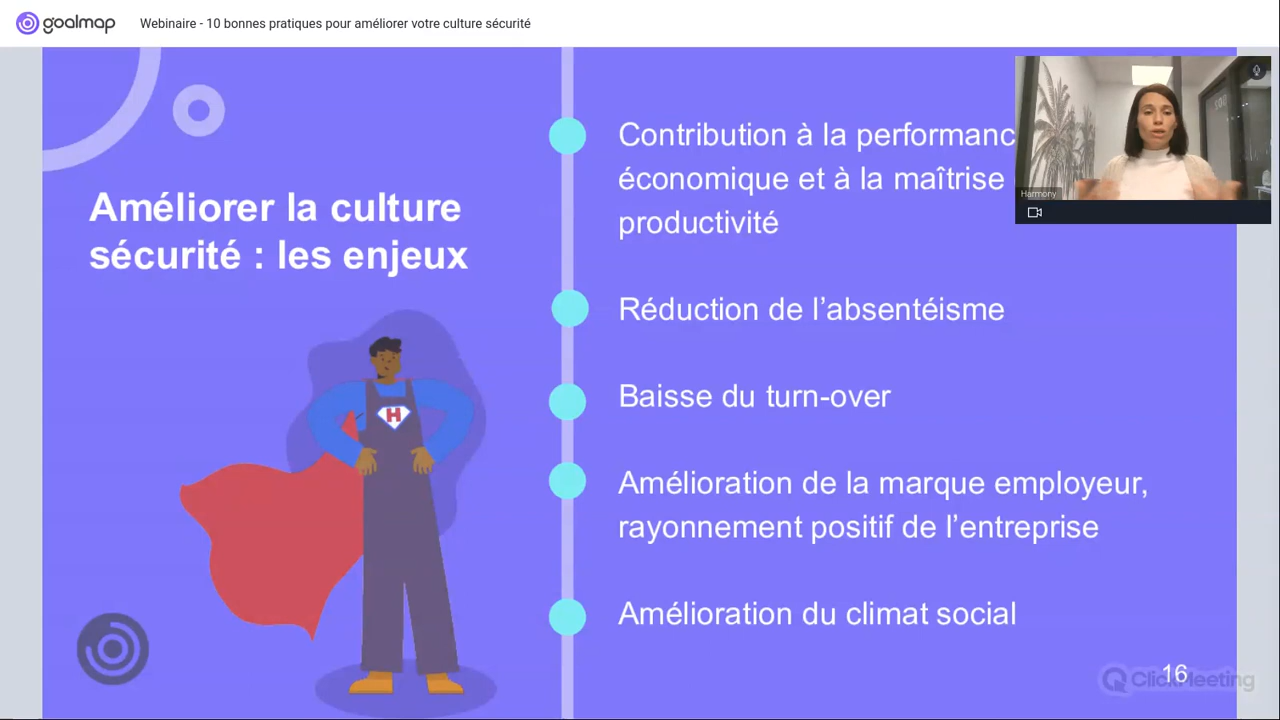 goalmap
Webinaire - 10 bonnes pratiques pour améliorer votre culture sécurité
Améliorer la culture
sécurité : les enjeux
H
Contribution à la
économique et à la maîtrise
productivité
Réduction de l’absentéisme
Baisse du turn-over
Amélioration de la marque employeur,
rayonnement positif de l’entreprise
Amélioration du climat social
Harmony
16
ClickMeeting